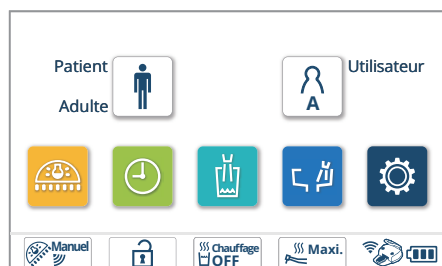 Patient
Utilisateur
Adulte
A
Manuel
Chauffage
OFF
Maxi.